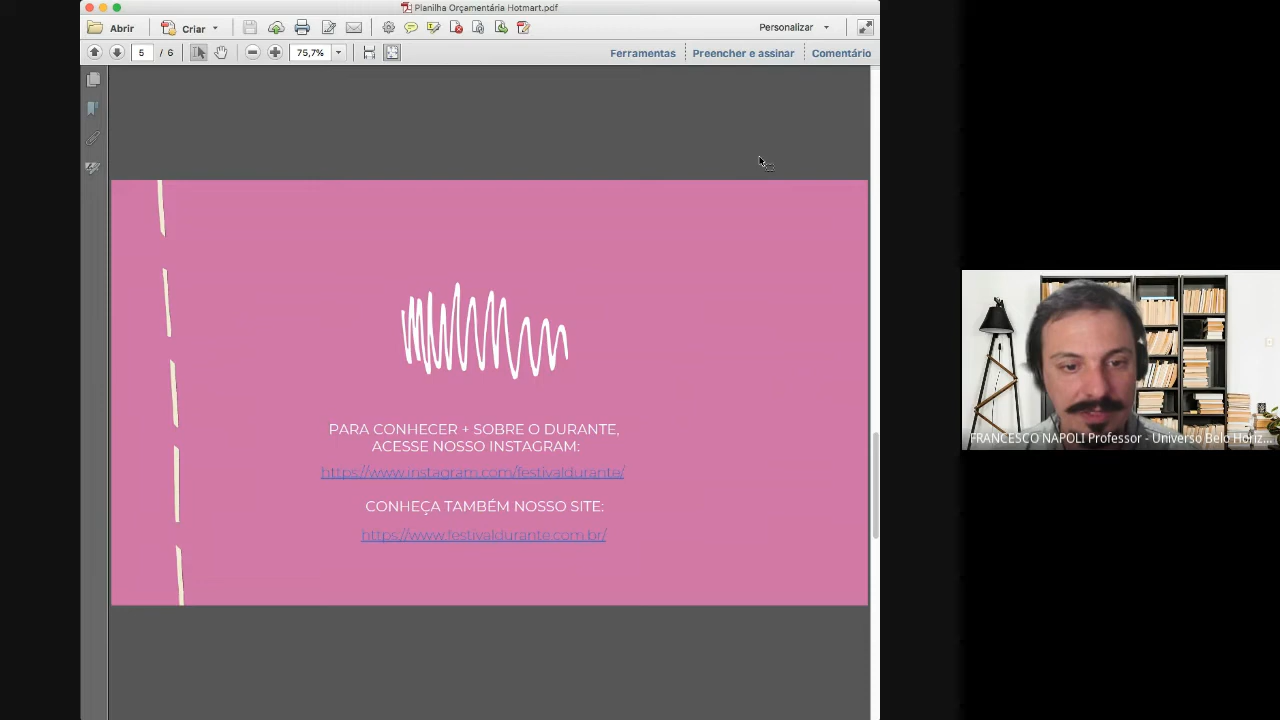 Planilha Orçamentária Hotmart.pdf
Abrir
Criar
Personalizar
5 / 6
75,7%
Ferramentas
Preencher e assinar
Comentário
PARA CONHECER + SOBRE O DURANTE,
ACESSE NOSSO INSTAGRAM:
https://www.instagram.com/festivaldurante/
CONHEÇA TAMBÉM NOSSO SITE:
https://www.festivaldurante.com.br/
FRANCESCO NAPOLI Professor - Universo Belo Horiz...